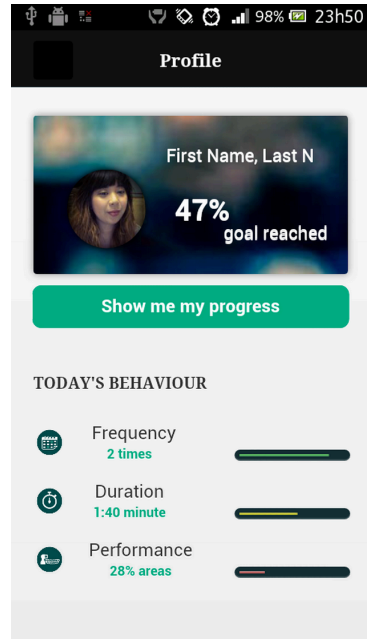 98% 23h50
Profile
First Name, Last N
47%
goal reached
Show me my progress
TODAY'S BEHAVIOUR
Frequency
2 times
Duration
1:40 minute
Performance
28% areas